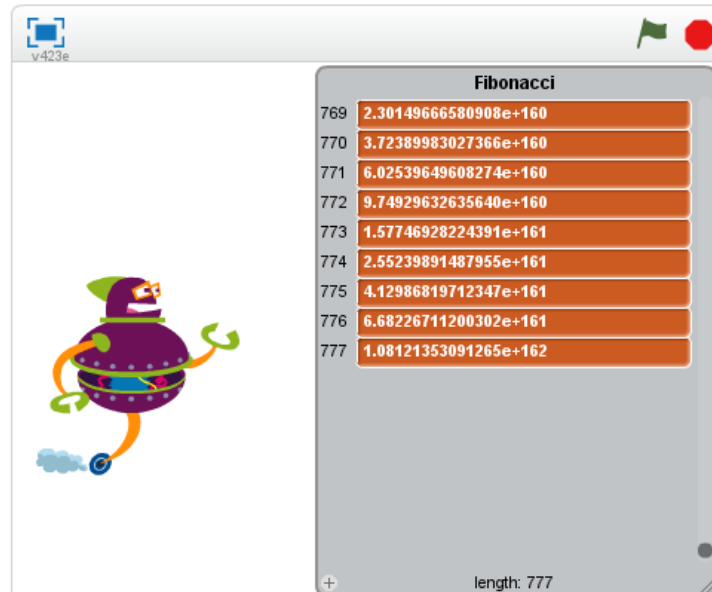 v423e
Fibonacci
769 2.30149666580908e+160
770 3.72389983027366e+160
771 6.02539649608274e+160
772 9.74929632635640e+160
773 1.57746928224391e+161
774 2.55239891487955e+161
775 4.12986819712347e+161
776 6.68226711200302e+161
777 1.08121353091265e+162
+ length: 777